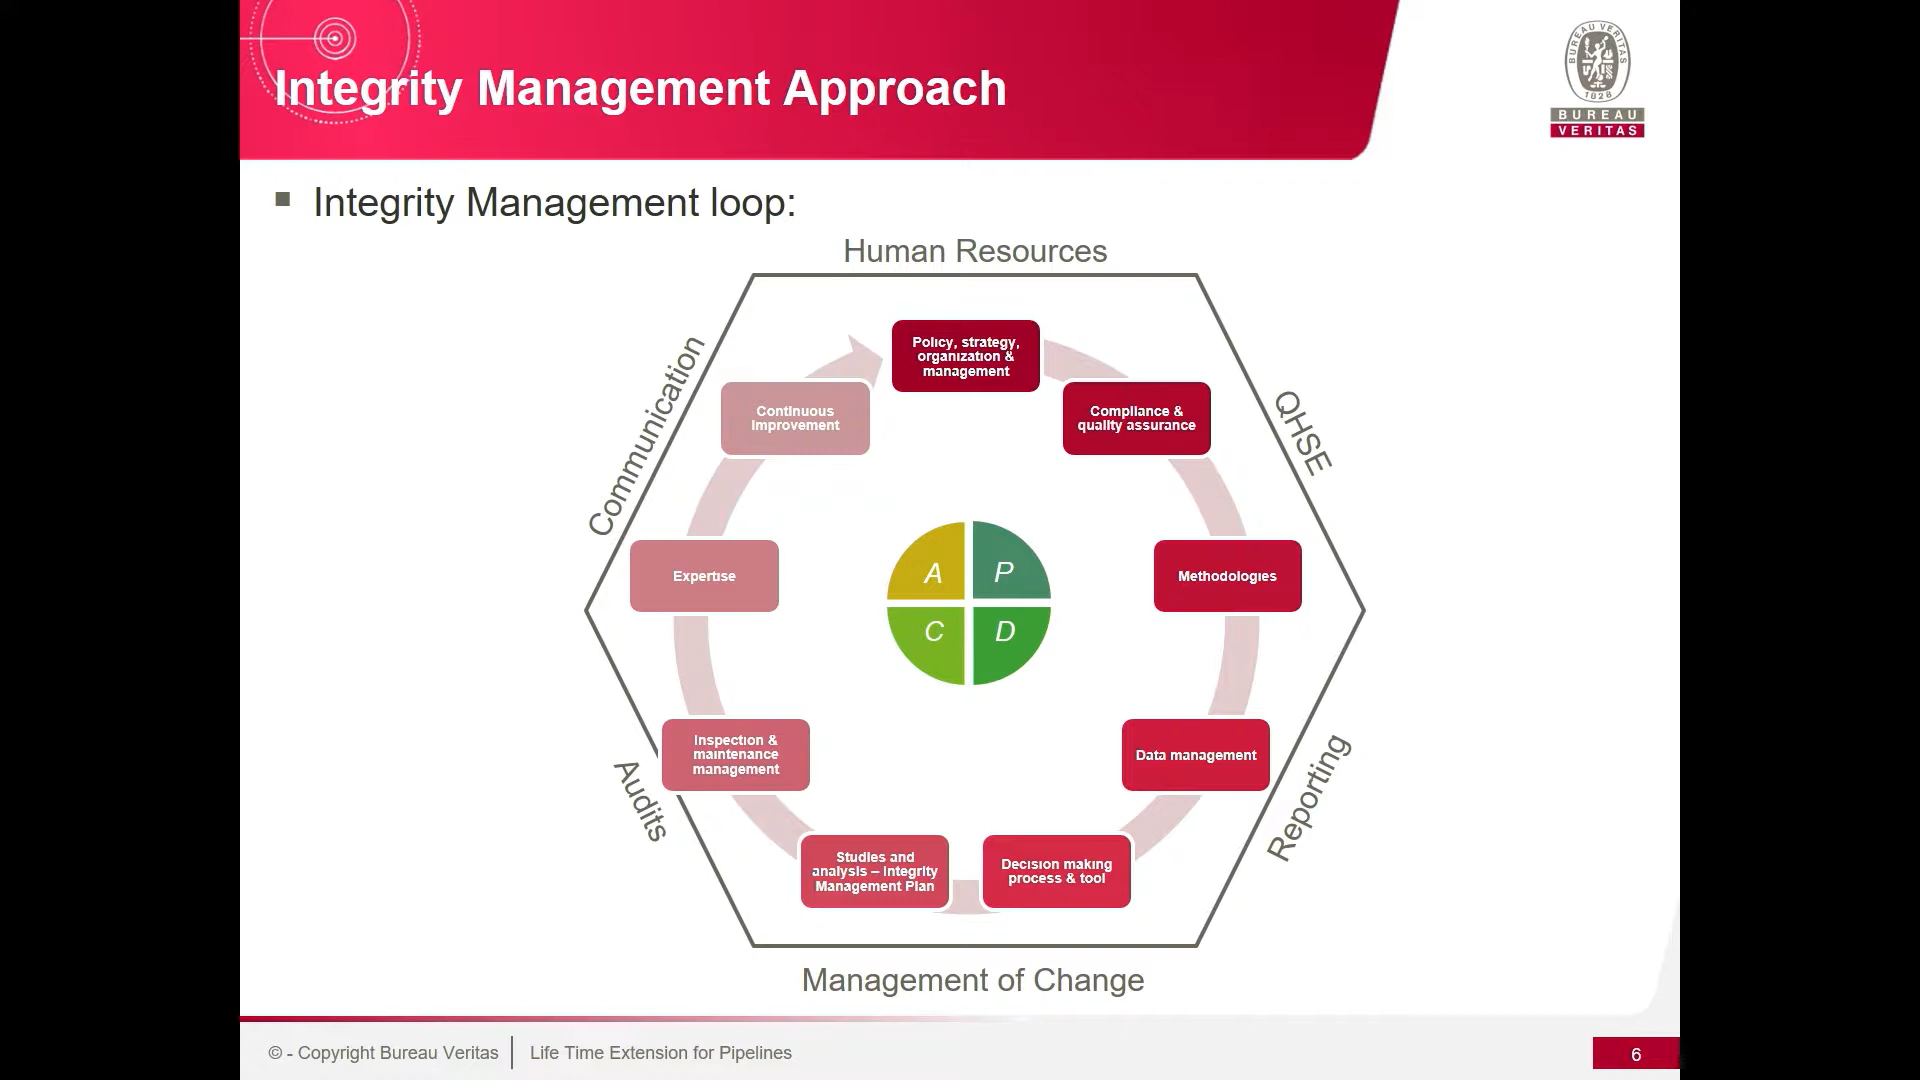 Integrity Management Approach
BUREAU VERITAS
1828
BUREAU
VERITAS
Integrity Management loop:
Human Resources
Policy, strategy,
organization &
management
Compliance &
quality assurance
Methodologies
Data management
Decision making
process & tool
Studies and
analysis – Integrity
Management Plan
Inspection &
maintenance
management
Expertise
Continuous
improvement
A
P
C
D
Communication
QHSE
Reporting
Audits
Management of Change
© - Copyright Bureau Veritas
Life Time Extension for Pipelines
6